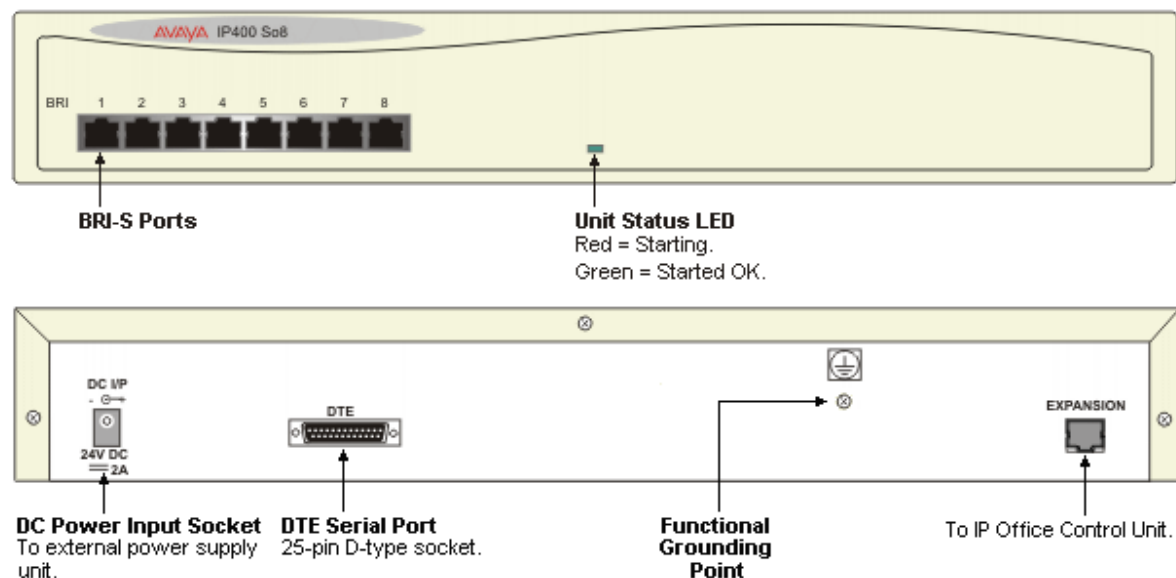 AVAYA IP400 So8
BRI 1 2 3 4 5 6 7 8
BRI-S Ports
Unit Status LED
Red = Starting.
Green = Started OK.
DC I/P
- +
24V DC
2A
DTE
EXPANSION
DC Power Input Socket
To external power supply
unit.
DTE Serial Port
25-pin D-type socket.
Functional
Grounding
Point
To IP Office Control Unit.